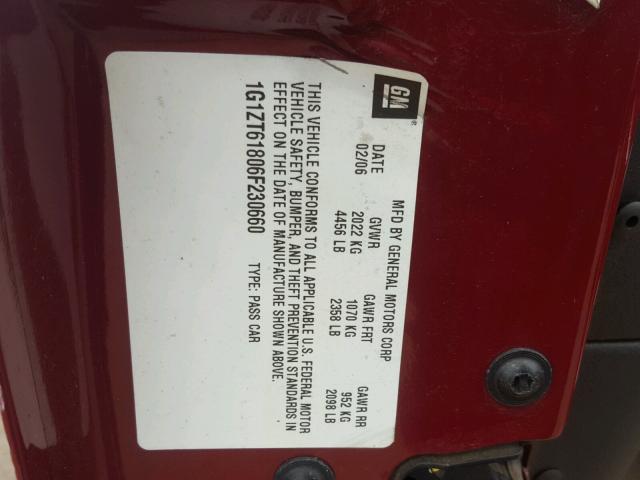 GM
MFD BY GENERAL MOTORS CORP
DATE GVWR GAWR FRT GAWR RR
02/06 2022 KG 1070 KG 952 KG
4456 LB 2358 LB 2098 LB
THIS VEHICLE CONFORMS TO ALL APPLICABLE U.S. FEDERAL MOTOR
VEHICLE SAFETY, BUMPER, AND THEFT PREVENTION STANDARDS IN
EFFECT ON THE DATE OF MANUFACTURE SHOWN ABOVE.
1G1ZT61806F230660 TYPE: PASS CAR